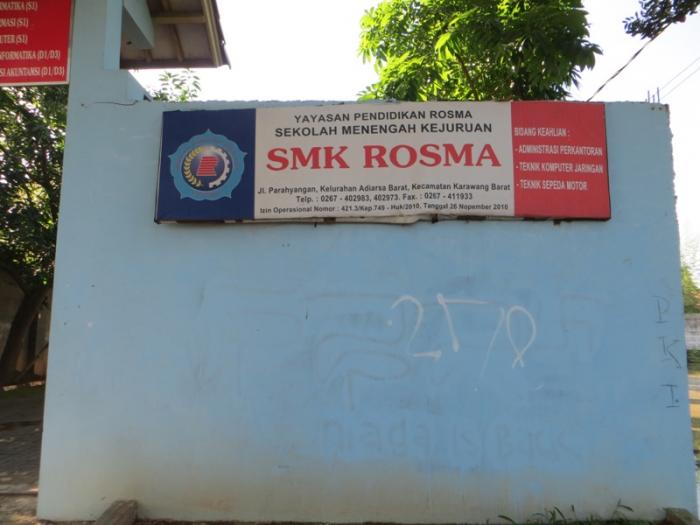 MATIKA (S1)
MASI (S1)
UTER (S1)
FORMATIKA (D1/D3)
SI AKUNTANSI (D1/D3)
YAYASAN PENDIDIKAN ROSMA
SEKOLAH MENENGAH KEJURUAN
SMK ROSMA
Jl. Parahyangan, Kelurahan Adiarsa Barat, Kecamatan Karawang Barat
Telp. : 0267 - 402983, 402973. Fax. : 0267 - 411933
Izin Operasional Nomor : 421.3/Kep.749 - Huk/2010, Tanggal 26 Nopember 2010
BIDANG KEAHLIAN :
- ADMINISTRASI PERKANTORAN
- TEKNIK KOMPUTER JARINGAN
- TEKNIK SEPEDA MOTOR
PKI